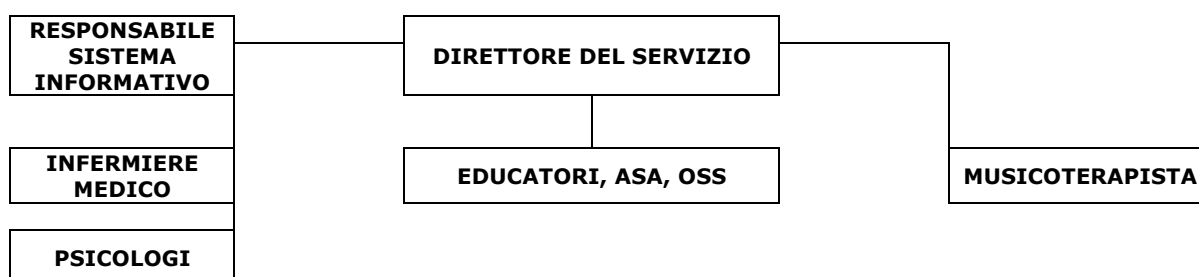 RESPONSABILE
SISTEMA
INFORMATIVO
DIRETTORE DEL SERVIZIO
INFERMIERE
MEDICO
EDUCATORI, ASA, OSS
MUSICOTERAPISTA
PSICOLOGI